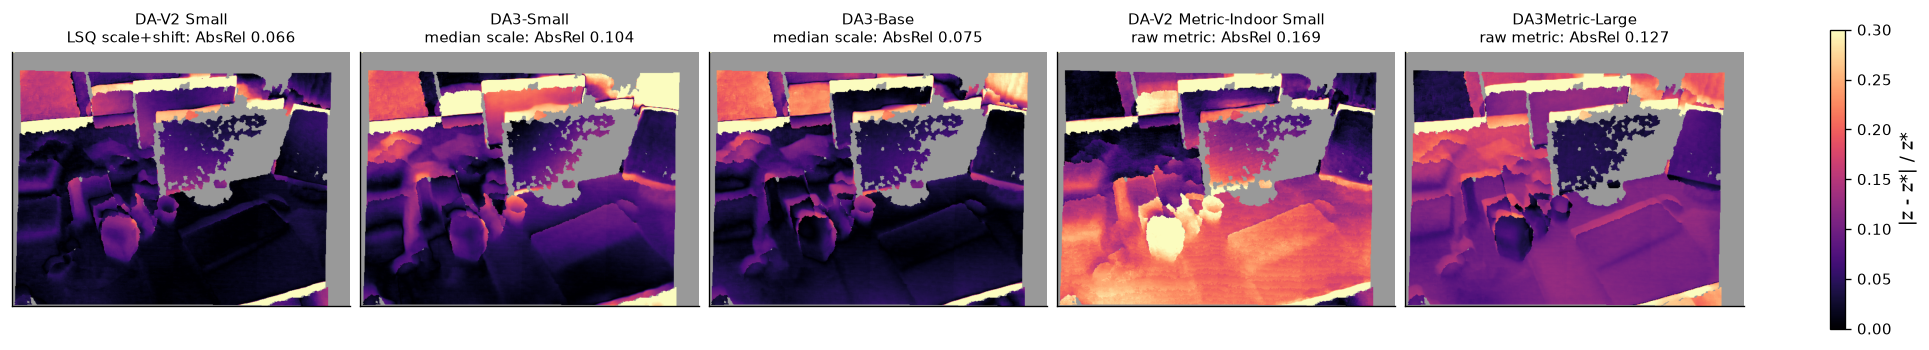 DA-V2 Small
LSQ scale+shift: AbsRel 0.066
DA3-Small
median scale: AbsRel 0.104
DA3-Base
median scale: AbsRel 0.075
DA-V2 Metric-Indoor Small
raw metric: AbsRel 0.169
DA3Metric-Large
raw metric: AbsRel 0.127
0.30
0.25
0.20
0.15
0.10
0.05
0.00
|z - z*| / z*